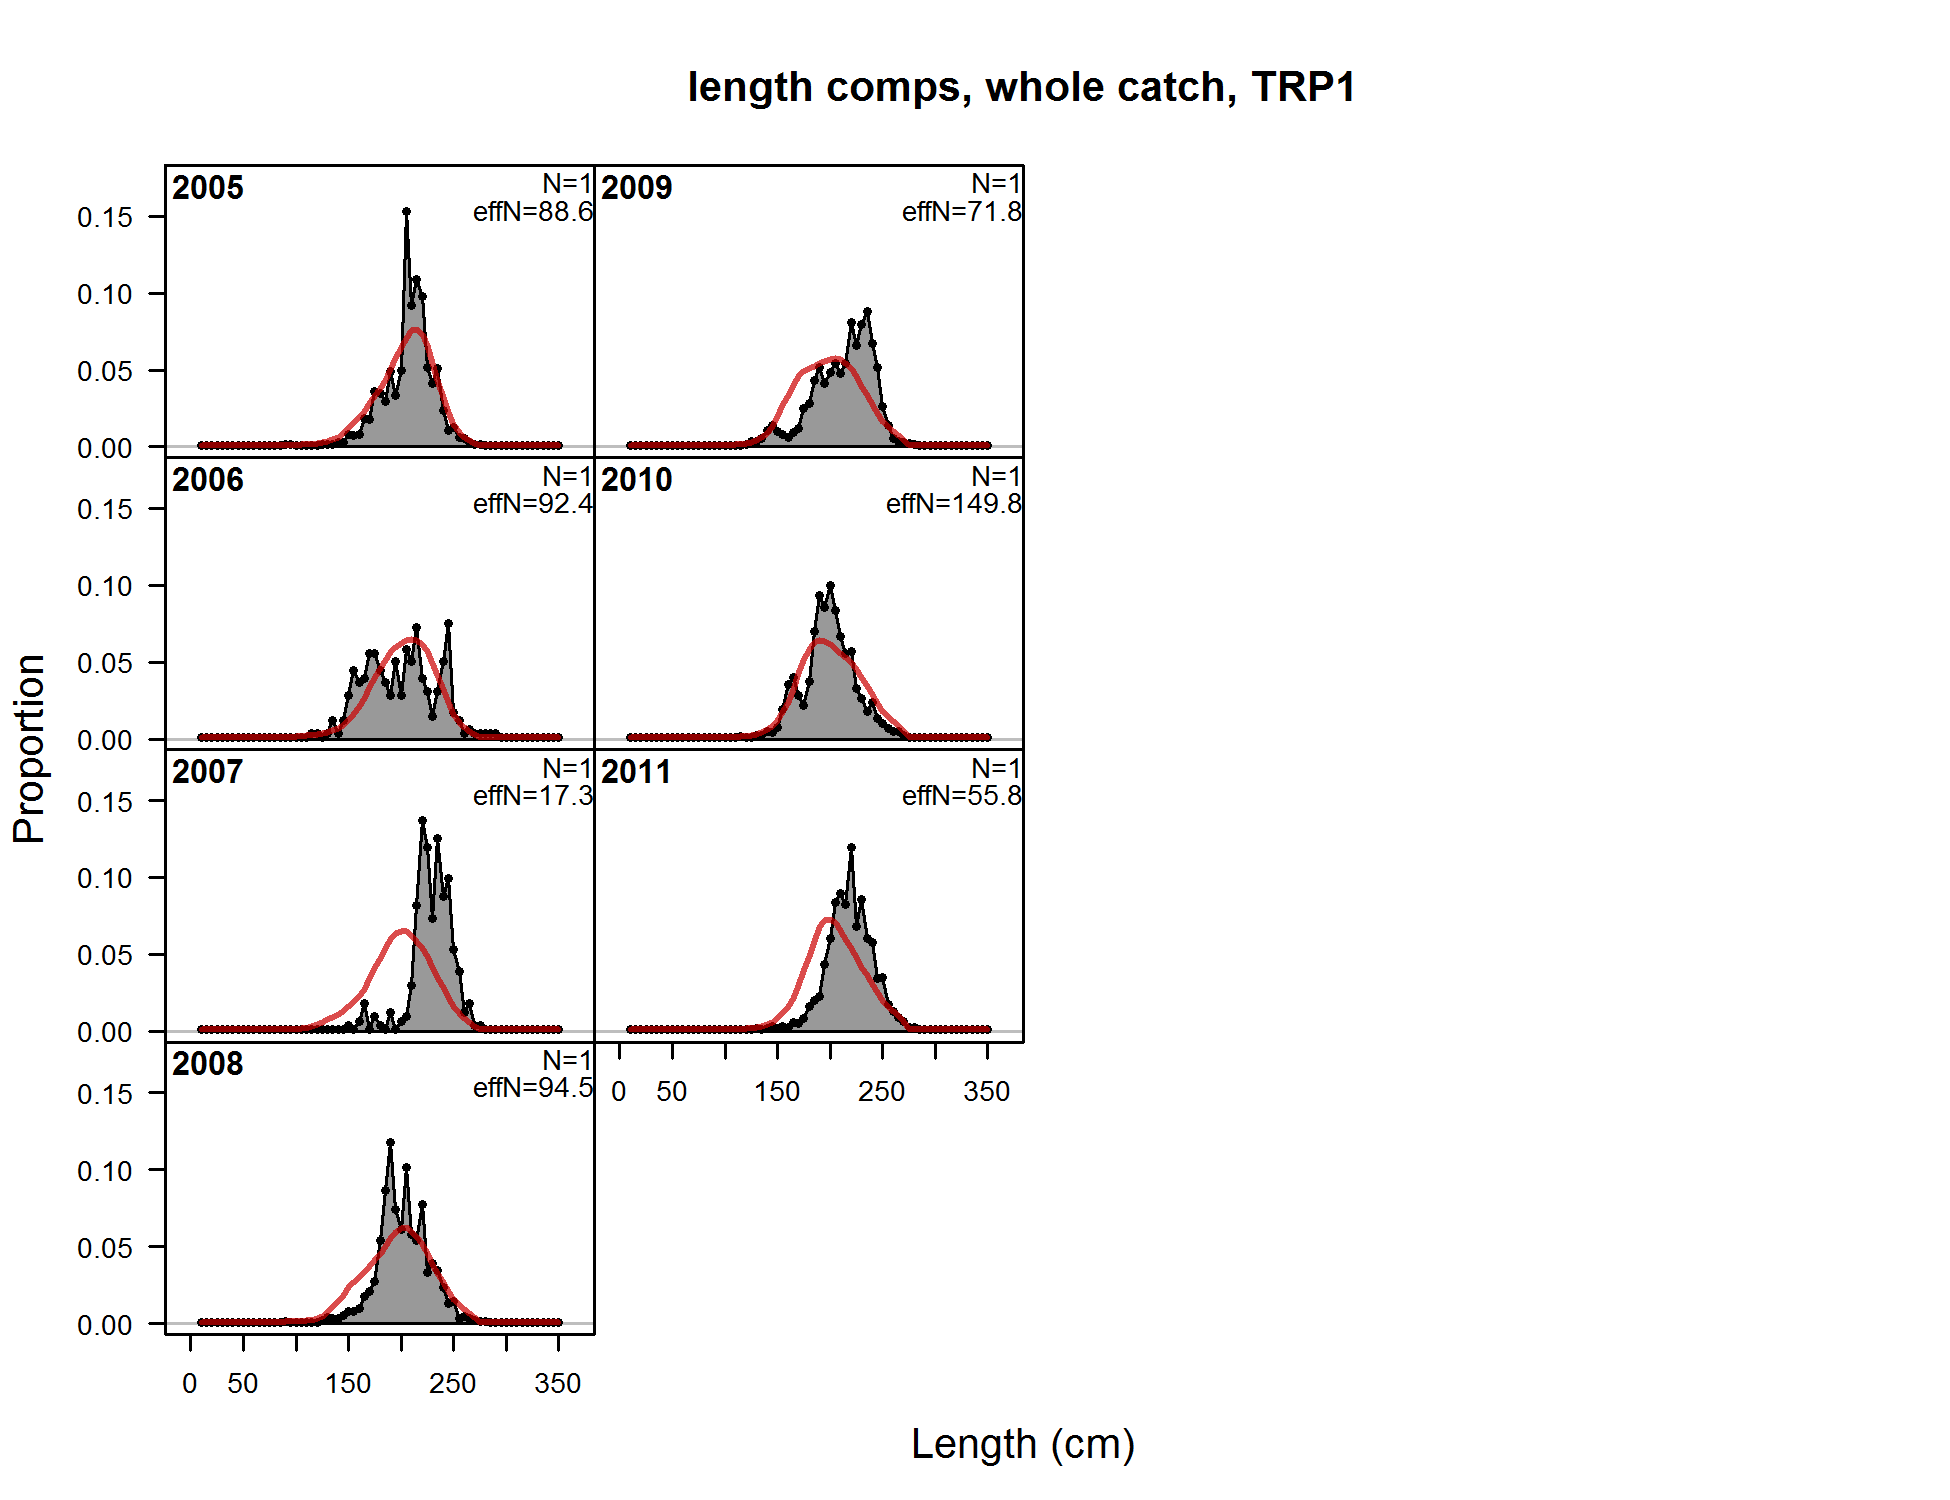 length comps, whole catch, TRP1
2005
N=1
effN=88.6
2009
N=1
effN=71.8
0.15
0.10
0.05
0.00
2006
N=1
effN=92.4
2010
N=1
effN=149.8
0.15
0.10
0.05
0.00
2007
N=1
effN=17.3
2011
N=1
effN=55.8
0.15
0.10
0.05
0.00
2008
N=1
effN=94.5
0 50 150 250 350
0.15
0.10
0.05
0.00
0 50 150 250 350
Proportion
Length (cm)